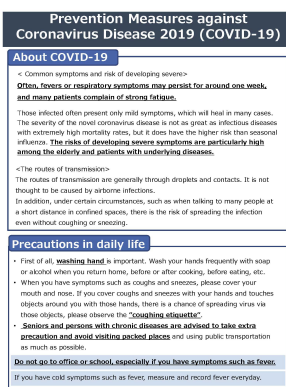 Prevention Measures against
Coronavirus Disease 2019 (COVID-19)
About COVID-19
< Common symptoms and risk of developing severe>
Often, fevers or respiratory symptoms may persist for around one week,
and many patients complain of strong fatigue.
Those infected often present only mild symptoms, which will heal in many cases.
The severity of the novel coronavirus disease is not as great as infectious diseases
with extremely high mortality rates, but it does have the higher risk than seasonal
influenza. The risks of developing severe symptoms are particularly high
among the elderly and patients with underlying diseases.
<The routes of transmission>
The routes of transmission are generally through droplets and contacts. It is not
thought to be caused by airborne infections.
In addition, under certain circumstances, such as when talking to many people at
a short distance in confined spaces, there is the risk of spreading the infection
even without coughing or sneezing.
Precautions in daily life
• First of all, washing hand is important. Wash your hands frequently with soap
or alcohol when you return home, before or after cooking, before eating, etc.
• When you have symptoms such as coughs and sneezes, please cover your
mouth and nose. If you cover coughs and sneezes with your hands and touches
objects around you with those hands, there is a chance of spreading virus via
those objects, please observe the "coughing etiquette".
• Seniors and persons with chronic diseases are advised to take extra
precaution and avoid visiting packed places and using public transportation
as much as possible.
Do not go to office or school, especially if you have symptoms such as fever.
If you have cold symptoms such as fever, measure and record fever everyday.